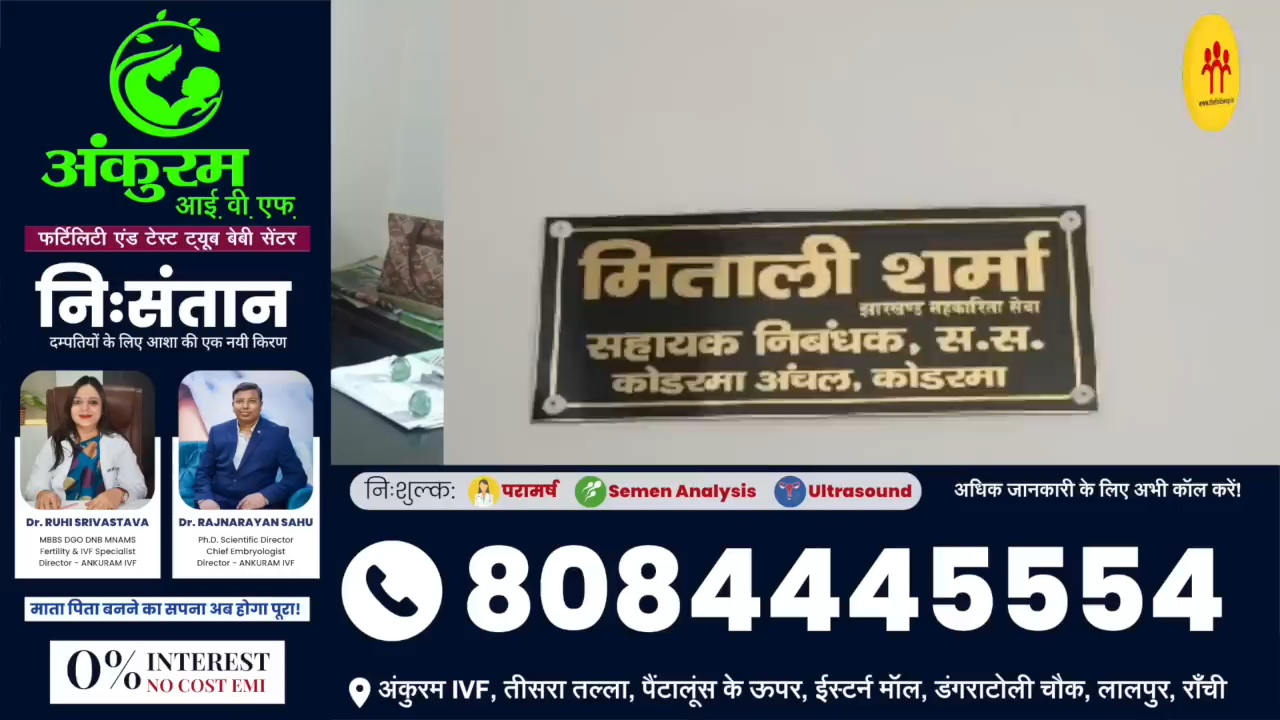 अंकुरम
आई.वी.एफ.
फर्टिलिटी एंड टेस्ट ट्यूब बेबी सेंटर
निःसंतान
दम्पतियों के लिए आशा की एक नयी किरण
Dr. RUHI SRIVASTAVA
MBBS DGO DNB MNAMS
Fertility & IVF Specialist
Director - ANKURAM IVF
Dr. RAJNARAYAN SAHU
Ph.D. Scientific Director
Chief Embryologist
Director - ANKURAM IVF
माता पिता बनने का सपना अब होगा पूरा!
0% INTEREST
NO COST EMI
मिताली शर्मा
झारखण्ड सहकारिता सेवा
सहायक निबंधक, स.स.
कोडरमा अंचल, कोडरमा
निःशुल्क: परामर्ष Semen Analysis Ultrasound
अधिक जानकारी के लिए अभी कॉल करें!
8084445554
अंकुरम IVF, तीसरा तल्ला, पैंटालूंस के ऊपर, ईस्टर्न मॉल, डंगराटोली चौक, लालपुर, राँची